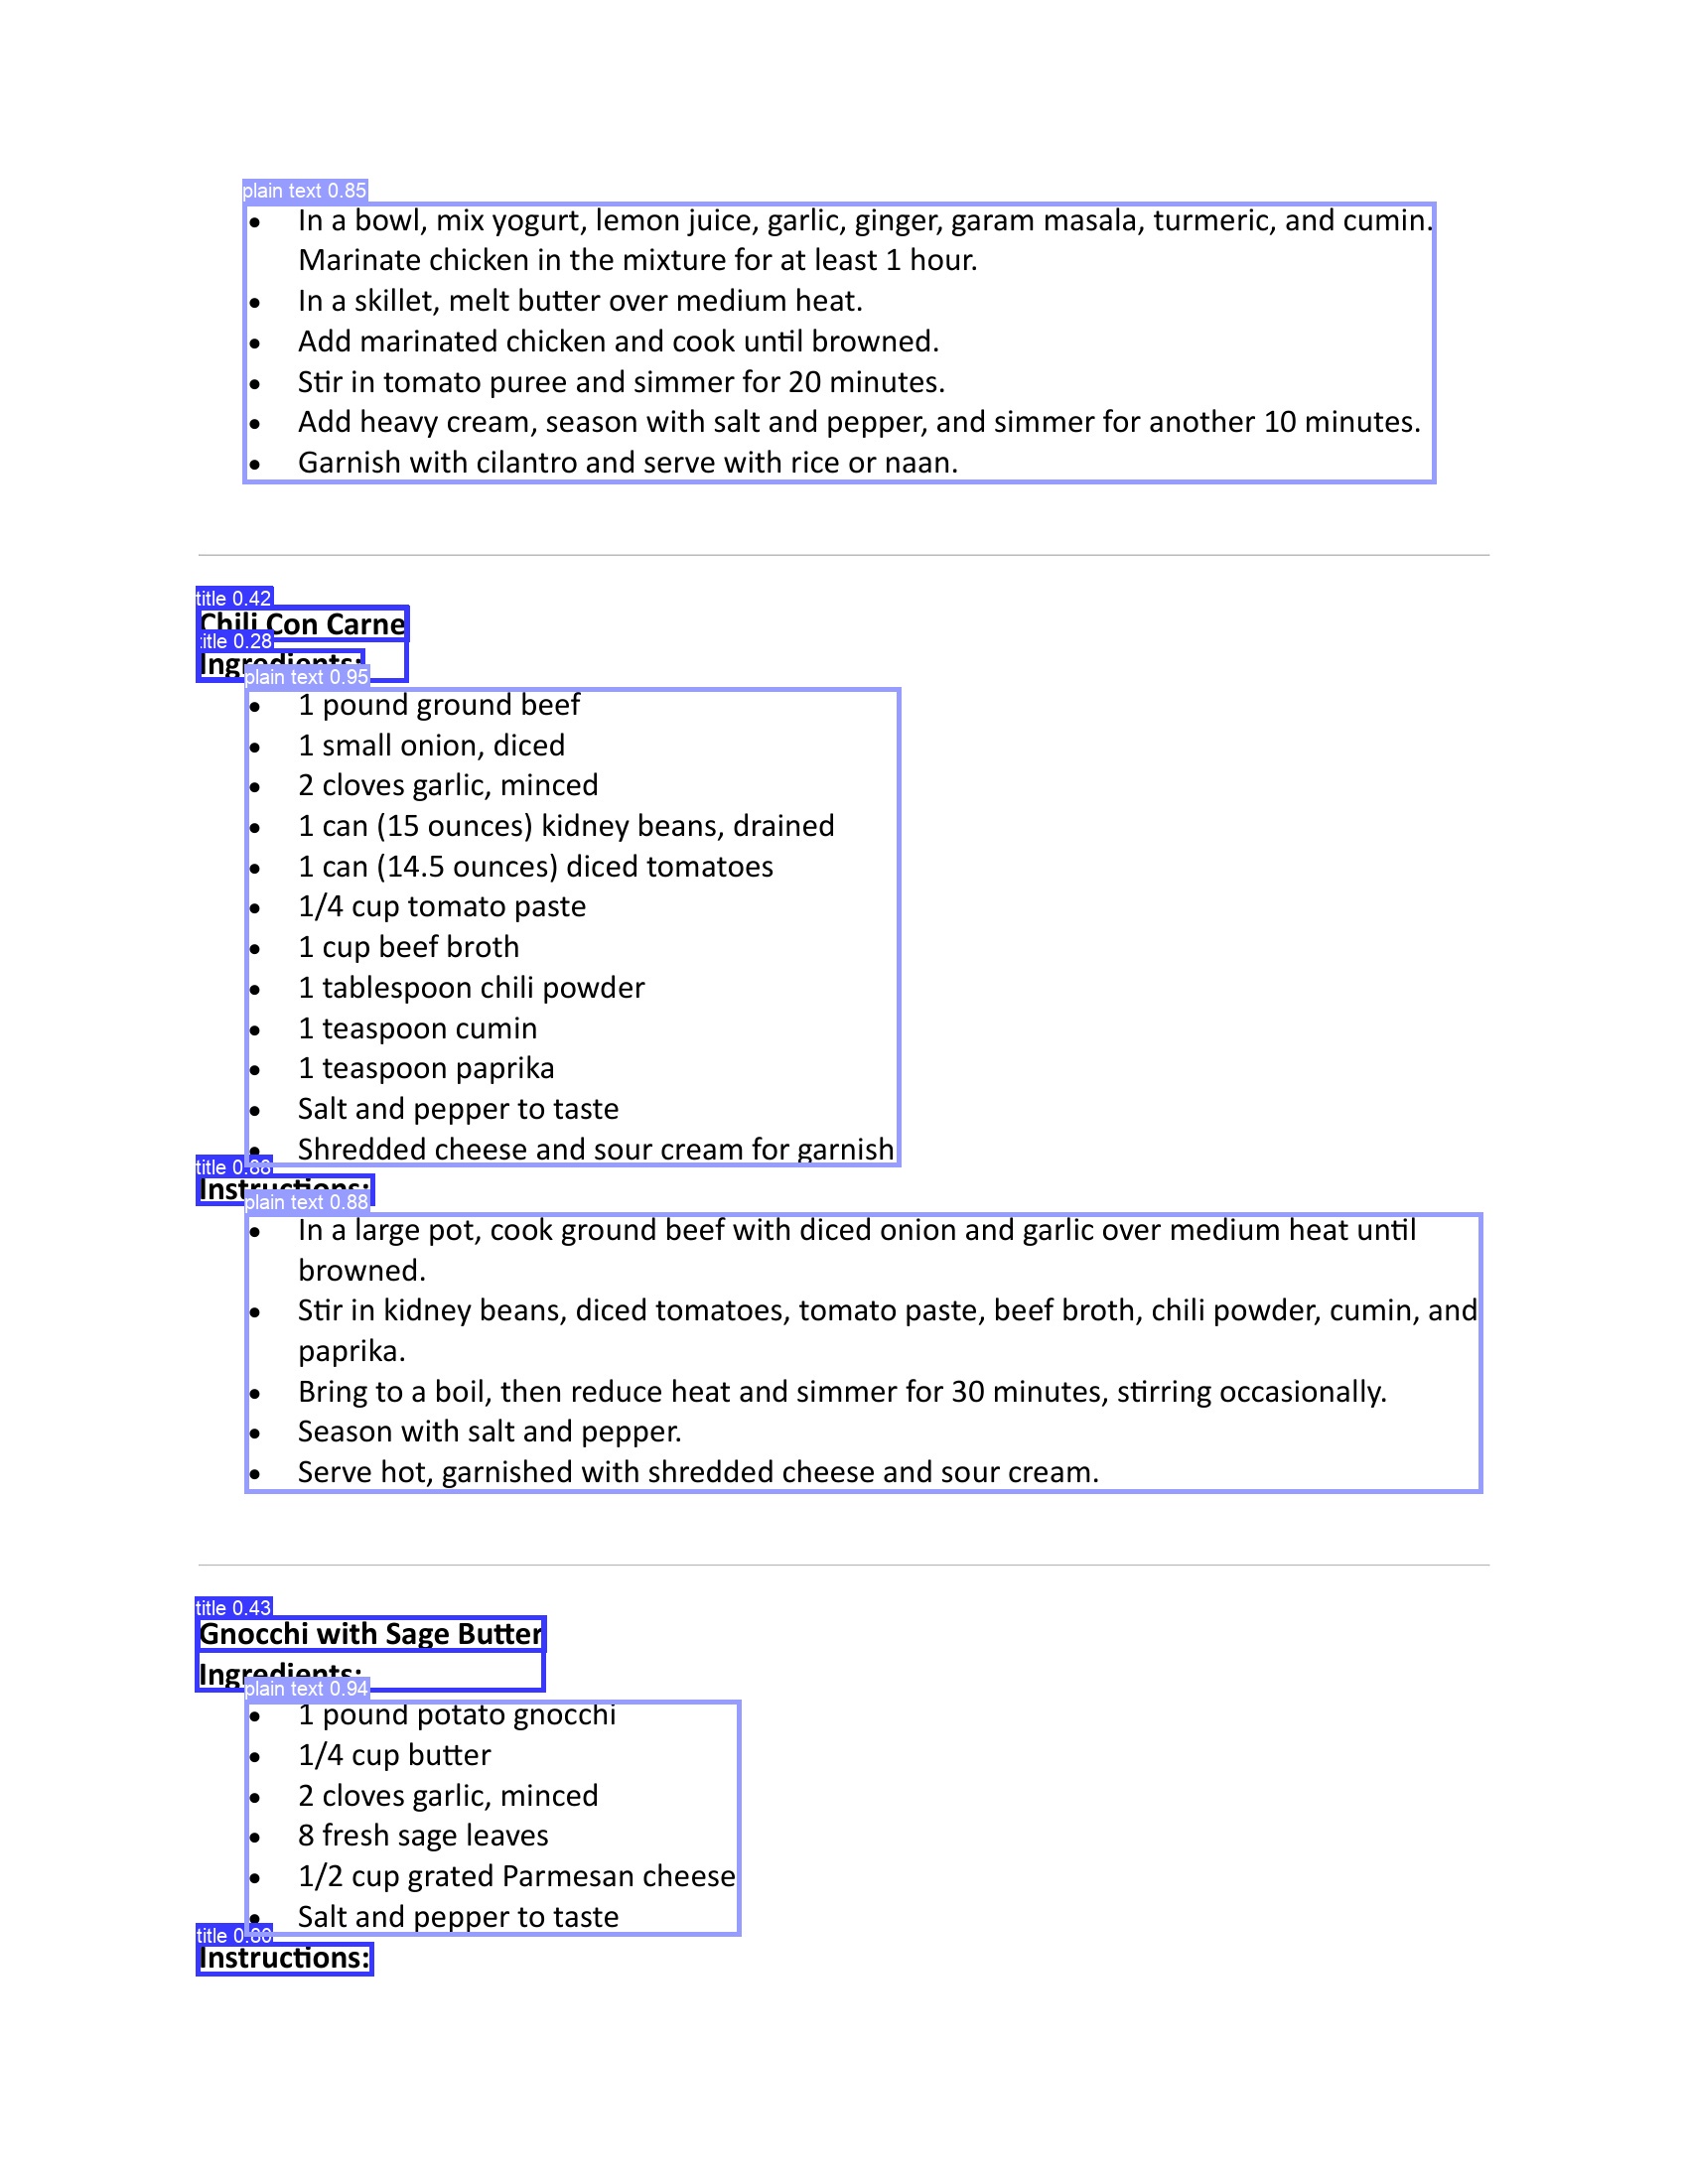 plain text 0.85
• In a bowl, mix yogurt, lemon juice, garlic, ginger, garam masala, turmeric, and cumin.
Marinate chicken in the mixture for at least 1 hour.
• In a skillet, melt butter over medium heat.
• Add marinated chicken and cook until browned.
• Stir in tomato puree and simmer for 20 minutes.
• Add heavy cream, season with salt and pepper, and simmer for another 10 minutes.
• Garnish with cilantro and serve with rice or naan.
title 0.42
Chili Con Carne
title 0.28
Ingredients:
plain text 0.95
• 1 pound ground beef
• 1 small onion, diced
• 2 cloves garlic, minced
• 1 can (15 ounces) kidney beans, drained
• 1 can (14.5 ounces) diced tomatoes
• 1/4 cup tomato paste
• 1 cup beef broth
• 1 tablespoon chili powder
• 1 teaspoon cumin
• 1 teaspoon paprika
• Salt and pepper to taste
• Shredded cheese and sour cream for garnish
title 0.88
Instructions:
plain text 0.88
• In a large pot, cook ground beef with diced onion and garlic over medium heat until
browned.
• Stir in kidney beans, diced tomatoes, tomato paste, beef broth, chili powder, cumin, and
paprika.
• Bring to a boil, then reduce heat and simmer for 30 minutes, stirring occasionally.
• Season with salt and pepper.
• Serve hot, garnished with shredded cheese and sour cream.
title 0.43
Gnocchi with Sage Butter
Ingredients:
plain text 0.94
• 1 pound potato gnocchi
• 1/4 cup butter
• 2 cloves garlic, minced
• 8 fresh sage leaves
• 1/2 cup grated Parmesan cheese
• Salt and pepper to taste
title
Instructions: